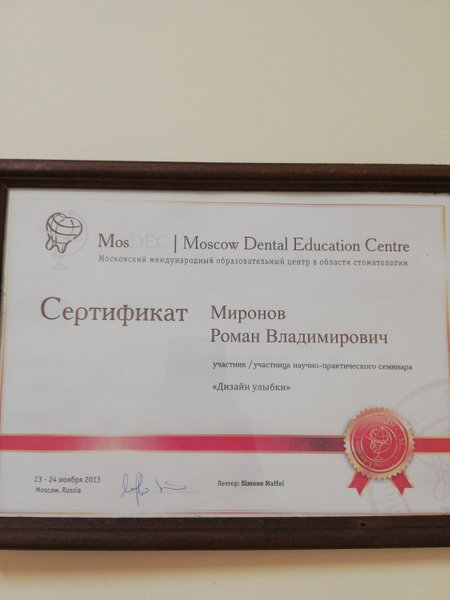 MosDEC | Moscow Dental Education Centre
Московский международный образовательный центр в области стоматологии
Сертификат
Миронов
Роман Владимирович
участник / участница научно-практического семинара
«Дизайн улыбки»
23 - 24 ноября 2013
Moscow, Russia
Лектор: Simone Maffei